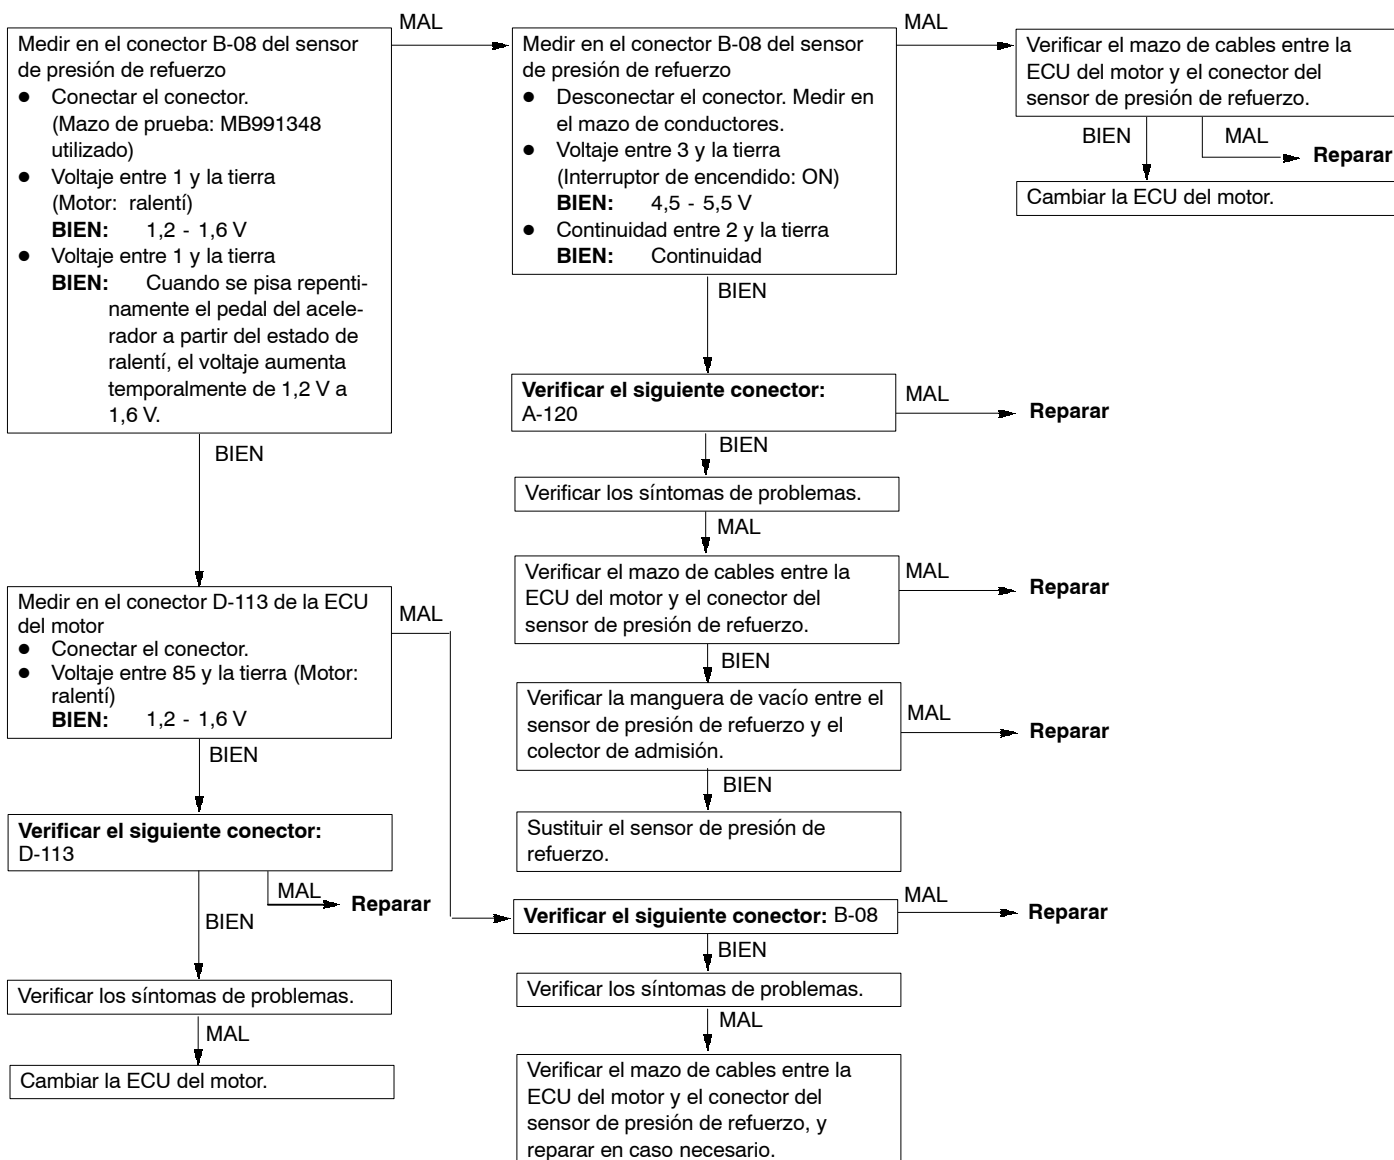 Medir en el conector B-08 del sensor
de presión de refuerzo
● Conectar el conector.
(Mazo de prueba: MB991348
utilizado)
● Voltaje entre 1 y la tierra
(Motor: ralentí)
BIEN: 1,2 - 1,6 V
● Voltaje entre 1 y la tierra
BIEN: Cuando se pisa repenti-
namente el pedal del acele-
rador a partir del estado de
ralentí, el voltaje aumenta
temporalmente de 1,2 V a
1,6 V.
MAL
Medir en el conector B-08 del sensor
de presión de refuerzo
● Desconectar el conector. Medir en
el mazo de conductores.
● Voltaje entre 3 y la tierra
(Interruptor de encendido: ON)
BIEN: 4,5 - 5,5 V
● Continuidad entre 2 y la tierra
BIEN: Continuidad
MAL
Verificar el mazo de cables entre la
ECU del motor y el conector del
sensor de presión de refuerzo.
BIEN
MAL
Reparar
Cambiar la ECU del motor.
BIEN
Verificar el siguiente conector:
A-120
MAL
Reparar
BIEN
Verificar los síntomas de problemas.
MAL
Verificar el mazo de cables entre la
ECU del motor y el conector del
sensor de presión de refuerzo.
MAL
Reparar
BIEN
Verificar la manguera de vacío entre el
sensor de presión de refuerzo y el
colector de admisión.
MAL
Reparar
BIEN
Sustituir el sensor de presión de
refuerzo.
BIEN
Medir en el conector D-113 de la ECU
del motor
● Conectar el conector.
● Voltaje entre 85 y la tierra (Motor:
ralentí)
BIEN: 1,2 - 1,6 V
MAL
BIEN
Verificar el siguiente conector:
D-113
MAL
Reparar
BIEN
Verificar los síntomas de problemas.
MAL
Cambiar la ECU del motor.
Verificar el siguiente conector: B-08
MAL
Reparar
BIEN
Verificar los síntomas de problemas.
MAL
Verificar el mazo de cables entre la
ECU del motor y el conector del
sensor de presión de refuerzo, y
reparar en caso necesario.